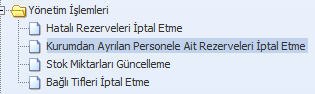 Yönetim İşlemleri
Hatalı Rezerveleri İptal Etme
Kurumdan Ayrılan Personele Ait Rezerveleri İptal Etme
Stok Miktarları Güncelleme
Bağlı Tifleri İptal Etme